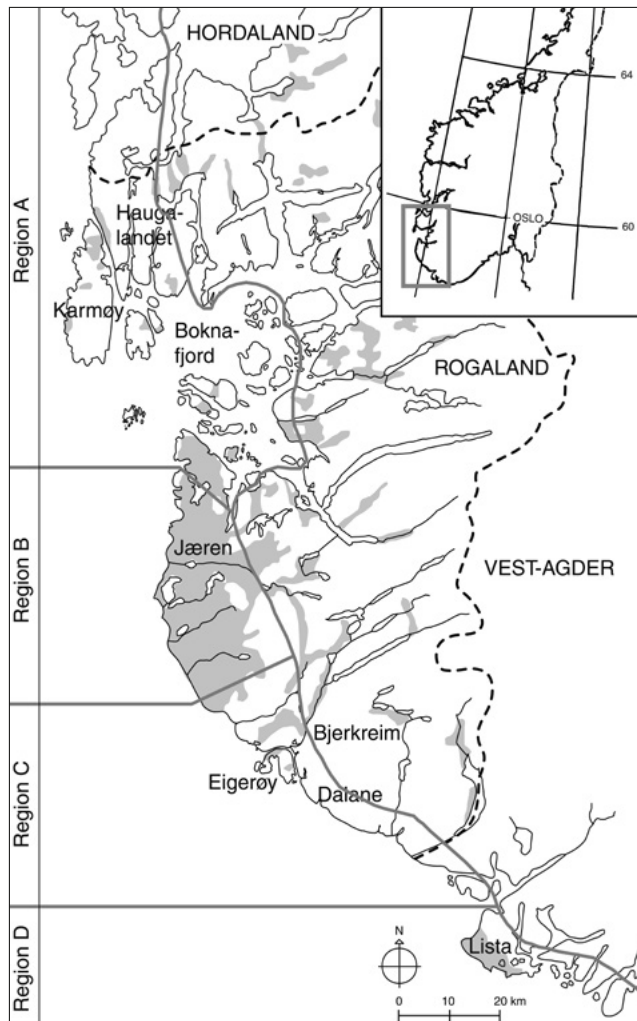 HORDALAND
64
Region A
Hauga-
landet
OSLO
60
Karmøy
Bokna-
fjord
ROGALAND
Region B
Jæren
VEST-AGDER
Region C
Bjerkreim
Eigerøy
Dalane
Region D
N
Lista
0 10 20 km